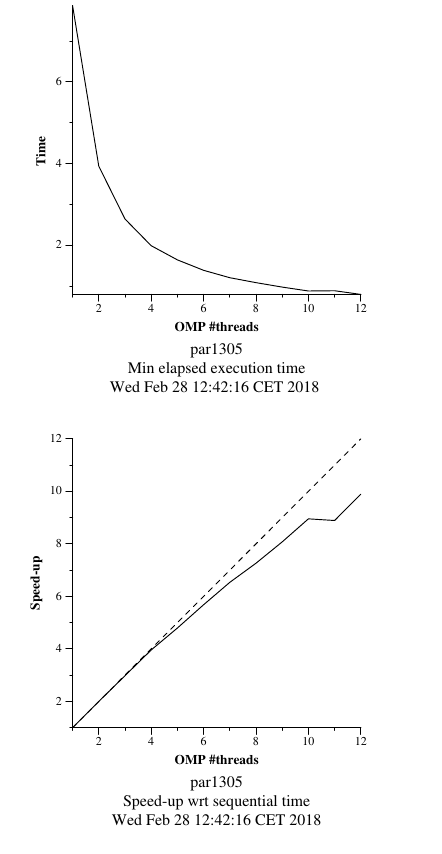 6
4
2
Time
2 4 6 8 10 12
OMP #threads
par1305
Min elapsed execution time
Wed Feb 28 12:42:16 CET 2018
12
10
8
6
4
2
Speed-up
2 4 6 8 10 12
OMP #threads
par1305
Speed-up wrt sequential time
Wed Feb 28 12:42:16 CET 2018